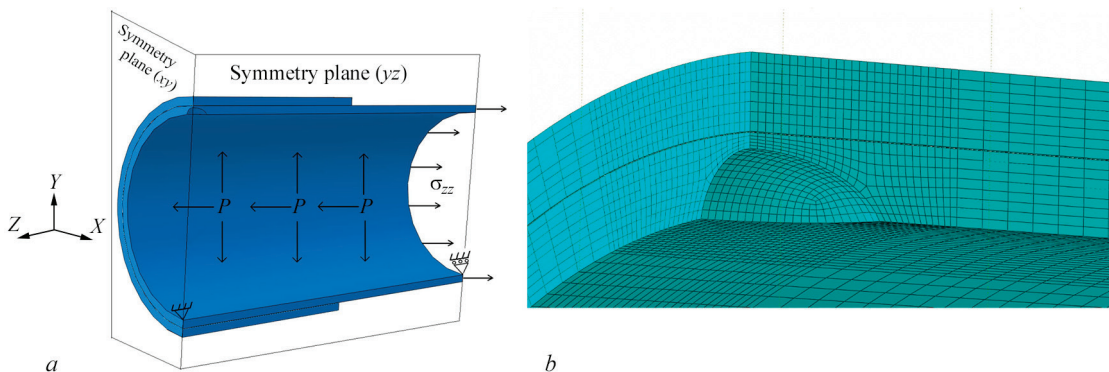 Symmetry
plane (xy)
Symmetry plane (yz)
σzz
P P P
Y
Z X
a b